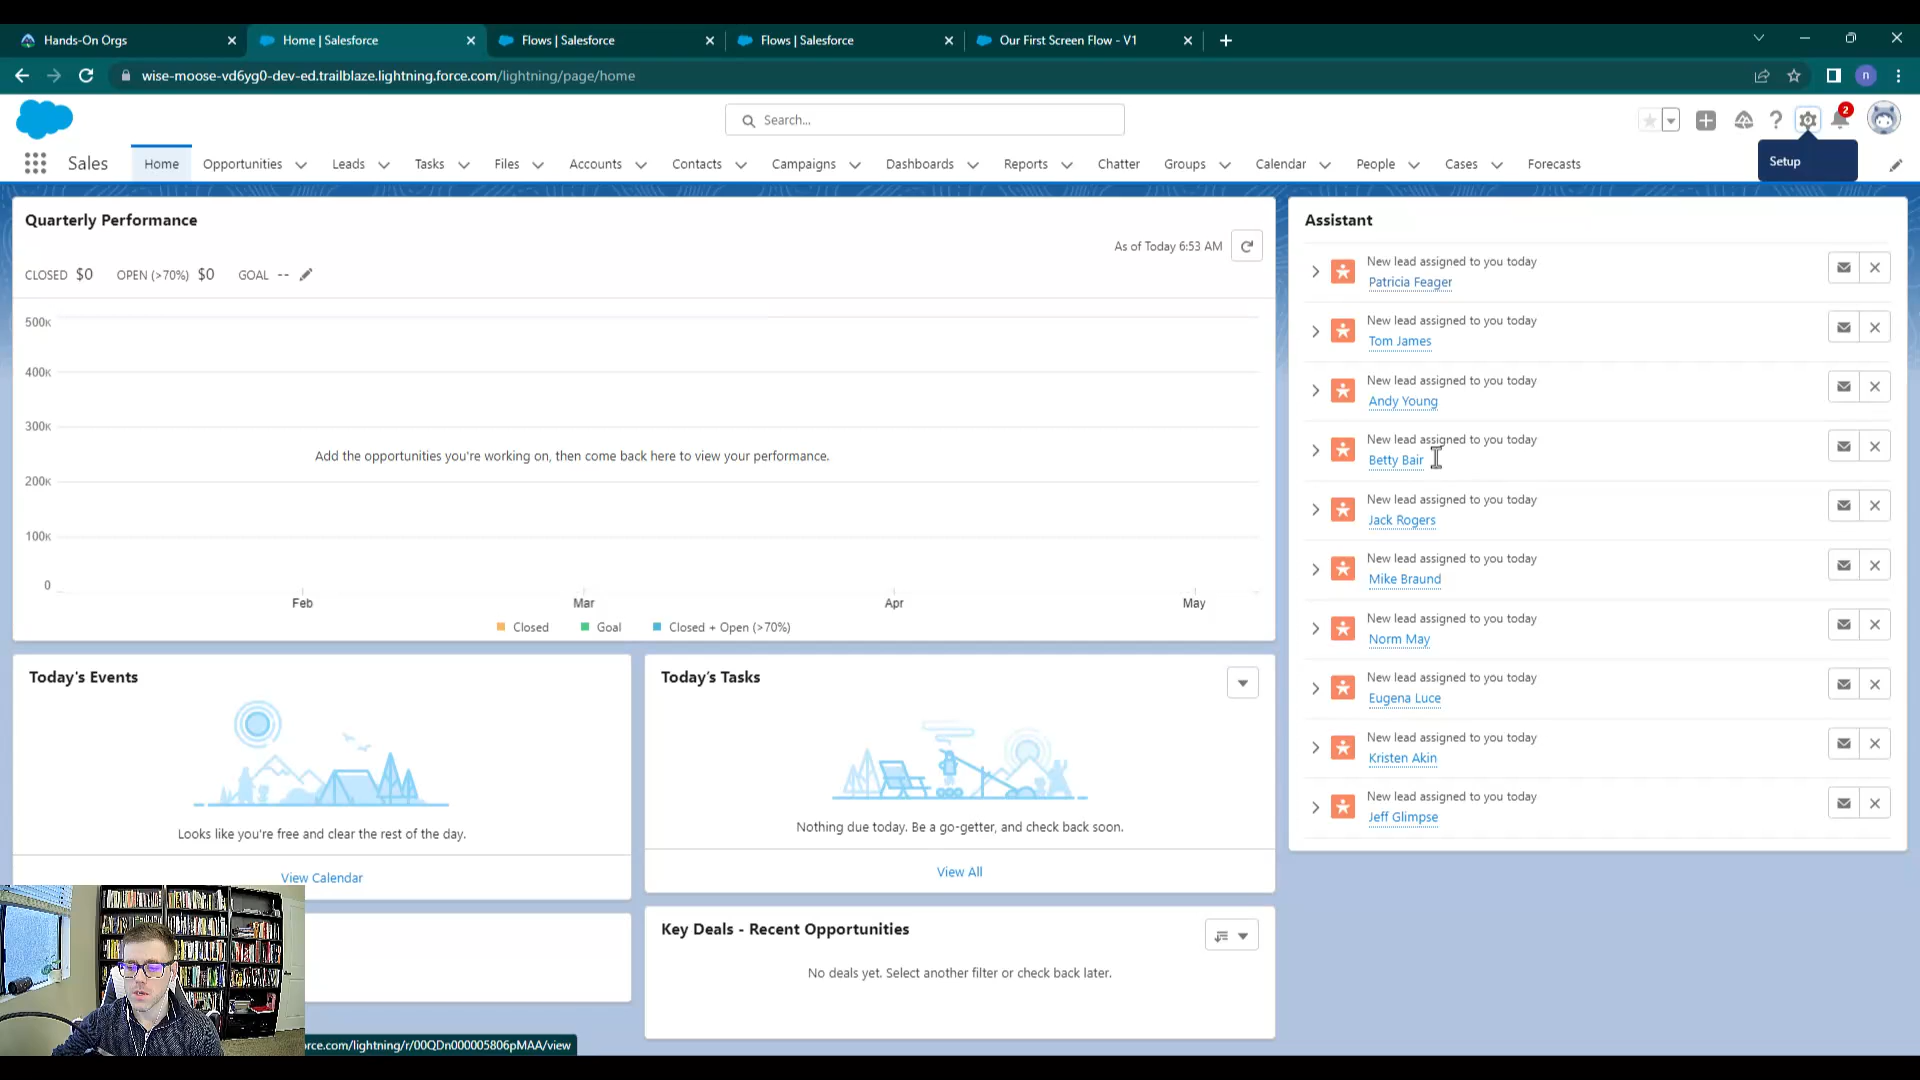 Hands-On Orgs
Home | Salesforce
Flows | Salesforce
Flows | Salesforce
Our First Screen Flow - V1
wise-moose-vd6yg0-dev-ed.trailblaze.lightning.force.com/lightning/page/home
n
Search...
2
Setup
Sales
Home
Opportunities
Leads
Tasks
Files
Accounts
Contacts
Campaigns
Dashboards
Reports
Chatter
Groups
Calendar
People
Cases
Forecasts
Quarterly Performance
As of Today 6:53 AM
CLOSED $0 OPEN (>70%) $0 GOAL --
500K
400K
300K
Add the opportunities you're working on, then come back here to view your performance.
200K
100K
0
Feb Mar Apr May
Closed Goal Closed + Open (>70%)
Today's Events
Looks like you're free and clear the rest of the day.
View Calendar
Today's Tasks
Nothing due today. Be a go-getter, and check back soon.
View All
Key Deals - Recent Opportunities
No deals yet. Select another filter or check back later.
Assistant
New lead assigned to you today
Patricia Feager
New lead assigned to you today
Tom James
New lead assigned to you today
Andy Young
New lead assigned to you today
Betty Bair
New lead assigned to you today
Jack Rogers
New lead assigned to you today
Mike Braund
New lead assigned to you today
Norm May
New lead assigned to you today
Eugena Luce
New lead assigned to you today
Kristen Akin
New lead assigned to you today
Jeff Glimpse
rce.com/lightning/r/00QDn000005806pMAA/view